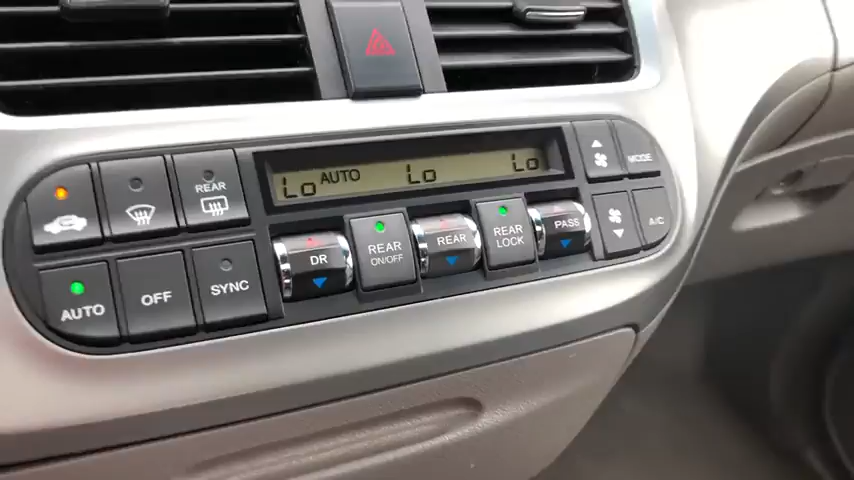 Lo AUTO Lo Lo
REAR
MODE
A/C
DR
REAR
ON/OFF
REAR
REAR
LOCK
PASS
AUTO
OFF
SYNC